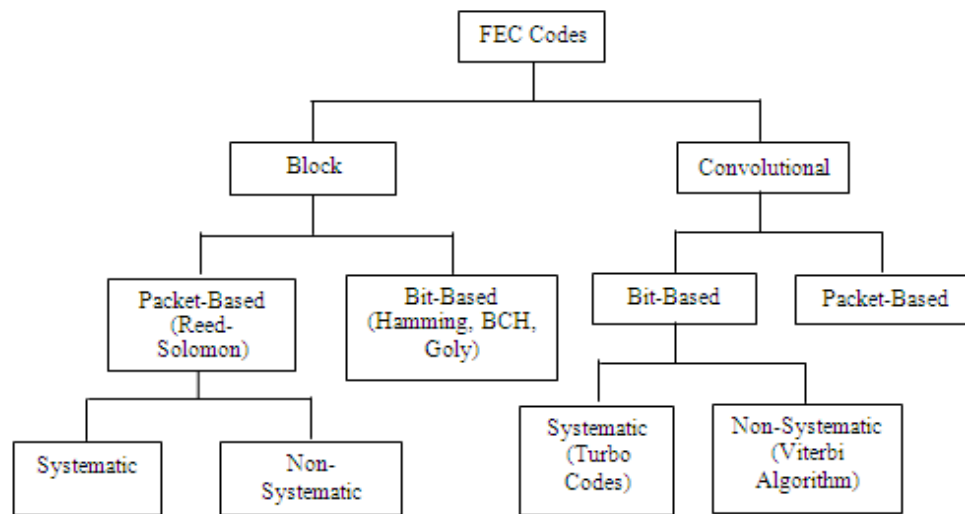 FEC Codes
Block
Convolutional
Packet-Based
(Reed-
Solomon)
Bit-Based
(Hamming, BCH,
Goly)
Bit-Based
Packet-Based
Systematic
Non-
Systematic
Systematic
(Turbo
Codes)
Non-Systematic
(Viterbi
Algorithm)